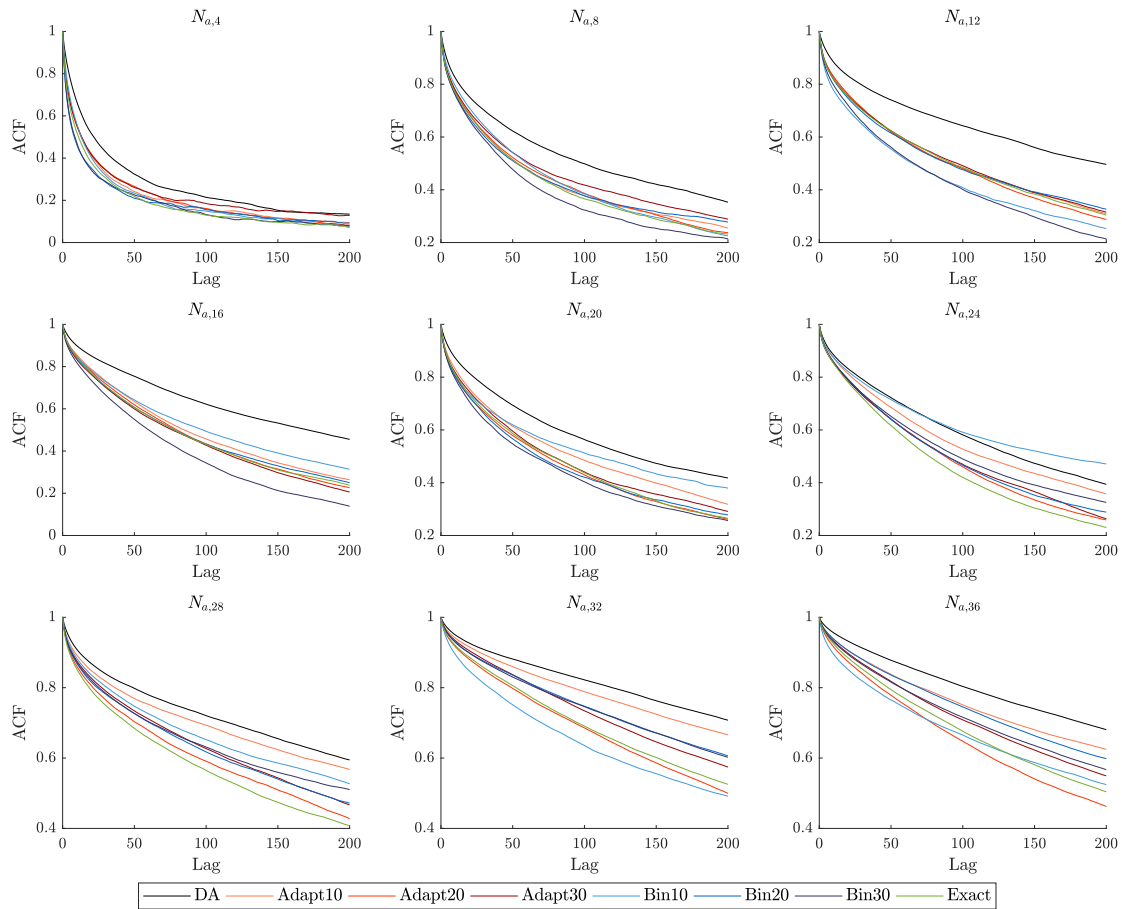 N_{a,4} N_{a,8} N_{a,12}
1 1 1
0.8 0.8 0.8
0.6 0.6 0.6
0.4 0.4 0.4
0.2 0.2 0.2
0
ACF ACF ACF
0 50 100 150 200 0 50 100 150 200 0 50 100 150 200
Lag Lag Lag
N_{a,16} N_{a,20} N_{a,24}
1 1 1
0.8 0.8 0.8
0.6 0.6 0.6
0.4 0.4 0.4
0.2 0.2 0.2
0
ACF ACF ACF
0 50 100 150 200 0 50 100 150 200 0 50 100 150 200
Lag Lag Lag
N_{a,28} N_{a,32} N_{a,36}
1 1 1
0.8 0.8 0.8
0.6 0.6 0.6
0.4 0.4 0.4
ACF ACF ACF
0 50 100 150 200 0 50 100 150 200 0 50 100 150 200
Lag Lag Lag
DA Adapt10 Adapt20 Adapt30 Bin10 Bin20 Bin30 Exact